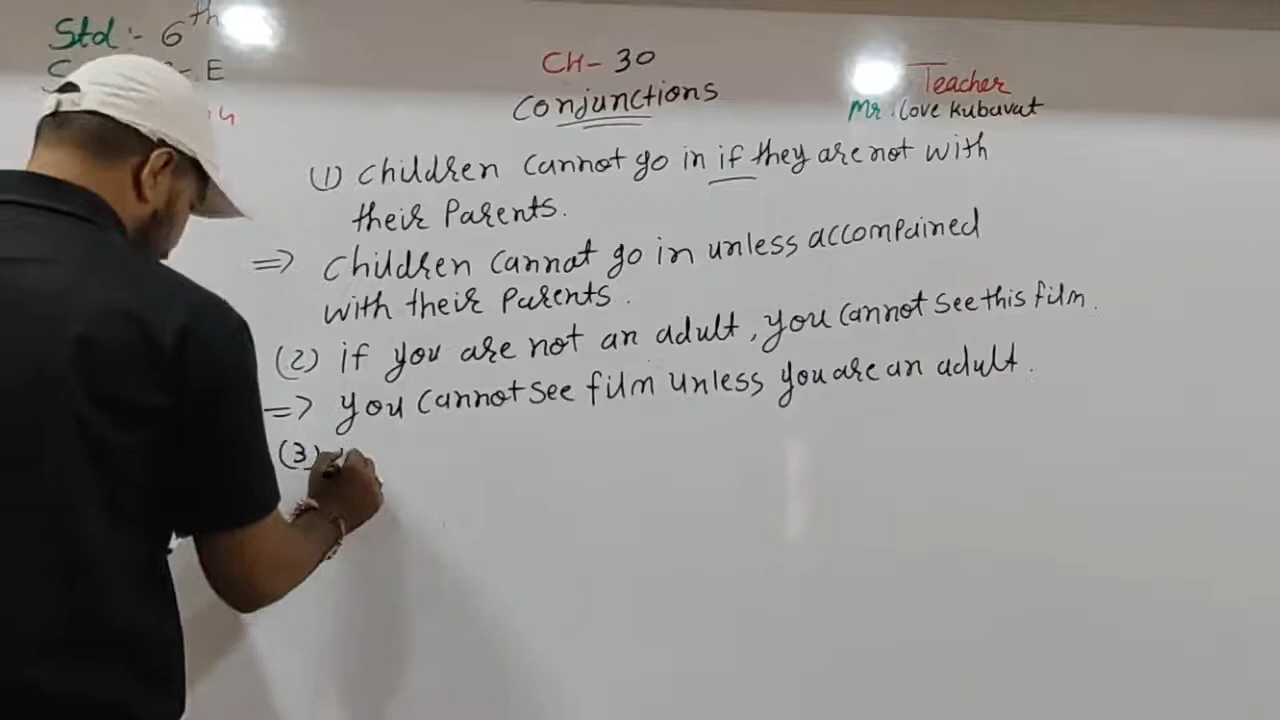 Std :- 6th
E
4
CH- 30
Conjunctions
Teacher
Mr. Love Kubavat
(1) Children cannot go in if they are not with
their Parents.
=> Children cannot go in unless accompained
with their Parents.
(2) if you are not an adult, you cannot see this film.
=> you cannot see film unless you are an adult.
(3)